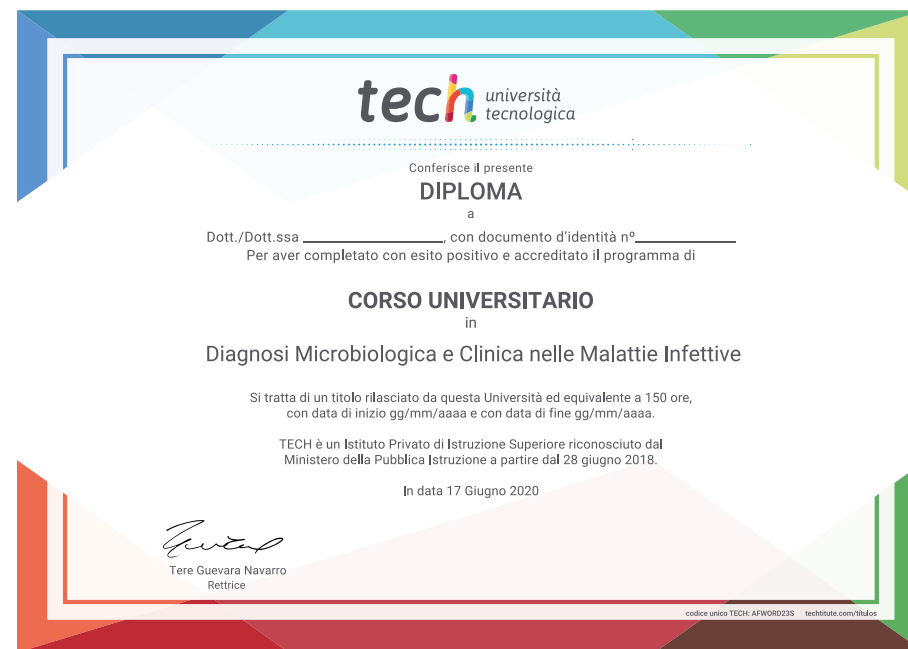 tech università
tecnologica
Conferisce il presente
DIPLOMA
a
Dott./Dott.ssa ____________________, con documento d'identità nº______________
Per aver completato con esito positivo e accreditato il programma di
CORSO UNIVERSITARIO
in
Diagnosi Microbiologica e Clinica nelle Malattie Infettive
Si tratta di un titolo rilasciato da questa Università ed equivalente a 150 ore,
con data di inizio gg/mm/aaaa e con data di fine gg/mm/aaaa.
TECH è un Istituto Privato di Istruzione Superiore riconosciuto dal
Ministero della Pubblica Istruzione a partire dal 28 giugno 2018.
In data 17 Giugno 2020
Tere Guevara Navarro
Rettrice
codice unico TECH: AFWORD23S techtitute.com/títulos